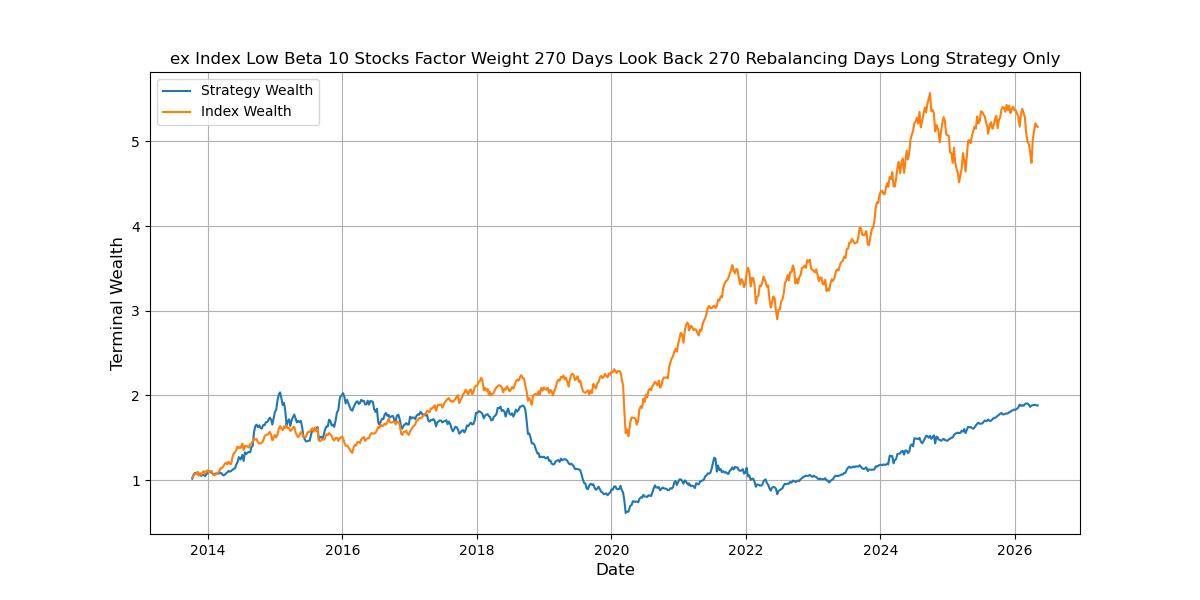 ex Index Low Beta 10 Stocks Factor Weight 270 Days Look Back 270 Rebalancing Days Long Strategy Only
Strategy Wealth
Index Wealth
Terminal Wealth
5
4
3
2
1
2014 2016 2018 2020 2022 2024 2026
Date